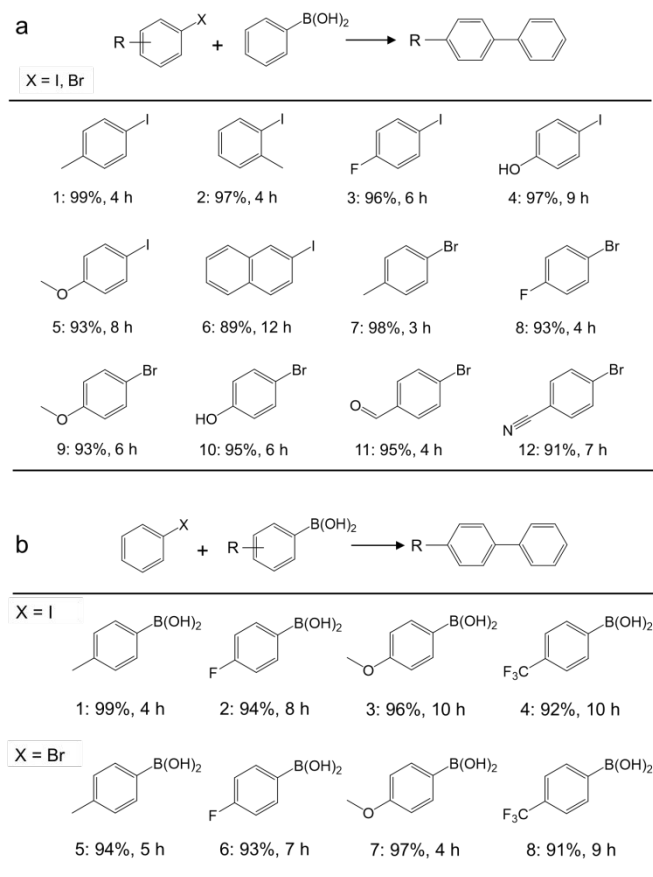 a
R X + B(OH)2 R
X = I, Br
I I F I HO I
1: 99%, 4 h 2: 97%, 4 h 3: 96%, 6 h 4: 97%, 9 h
O I I Br F Br
5: 93%, 8 h 6: 89%, 12 h 7: 98%, 3 h 8: 93%, 4 h
O Br HO Br O Br N Br
9: 93%, 6 h 10: 95%, 6 h 11: 95%, 4 h 12: 91%, 7 h
b
X + R B(OH)2 R
X = I
B(OH)2 F B(OH)2 O B(OH)2 F3C B(OH)2
1: 99%, 4 h 2: 94%, 8 h 3: 96%, 10 h 4: 92%, 10 h
X = Br
B(OH)2 F B(OH)2 O B(OH)2 F3C B(OH)2
5: 94%, 5 h 6: 93%, 7 h 7: 97%, 4 h 8: 91%, 9 h